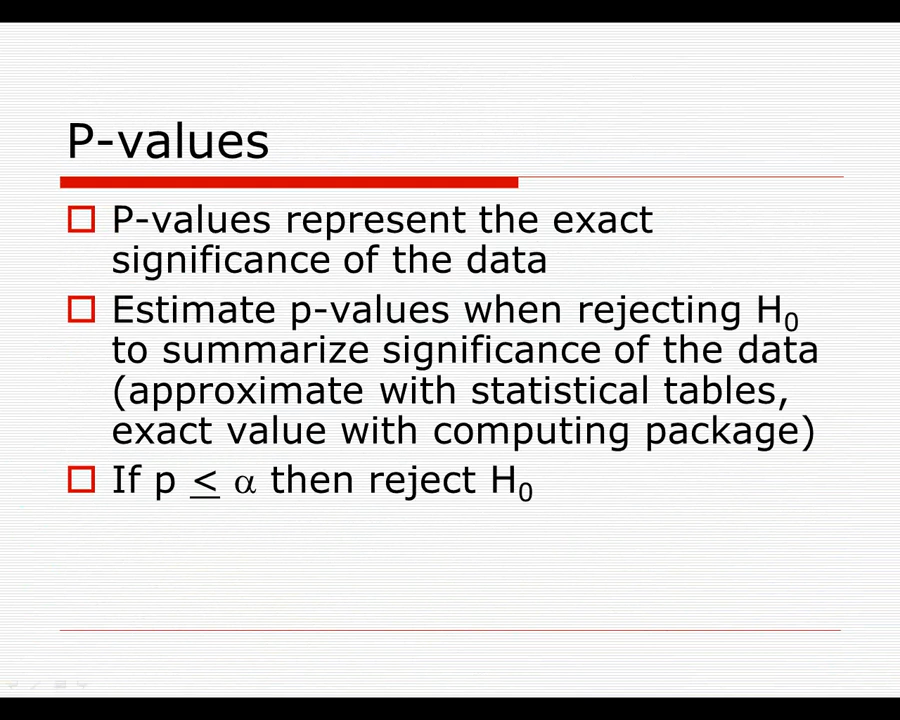 P-values
P-values represent the exact
significance of the data
Estimate p-values when rejecting H₀
to summarize significance of the data
(approximate with statistical tables,
exact value with computing package)
If p ≤ α then reject H₀